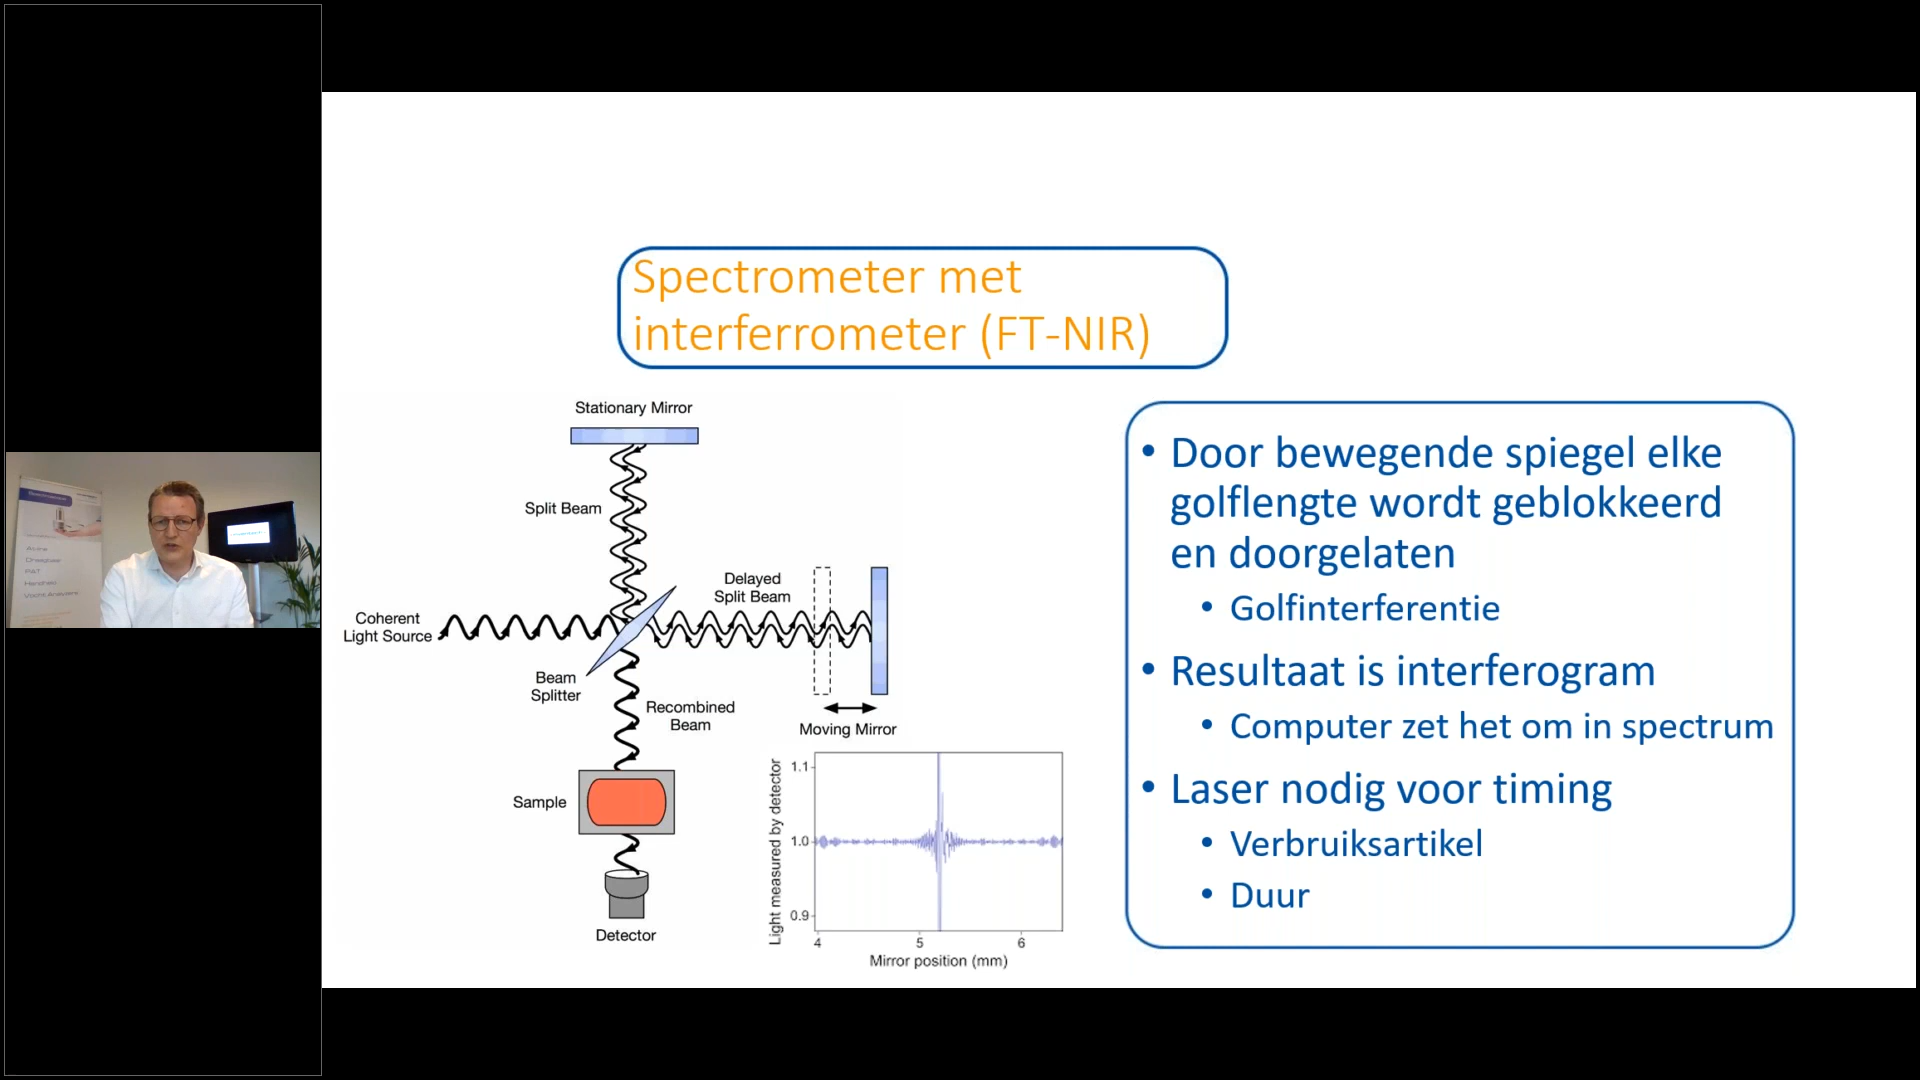 Spectrometer met
interferrometer (FT-NIR)
Stationary Mirror
Split Beam
Delayed
Split Beam
Coherent
Light Source
Beam
Splitter
Recombined
Beam
Moving Mirror
Sample
Detector
Light measured by detector
1.1
1.0
0.9
4 5 6
Mirror position (mm)
• Door bewegende spiegel elke
golflengte wordt geblokkeerd
en doorgelaten
• Golfinterferentie
• Resultaat is interferogram
• Computer zet het om in spectrum
• Laser nodig voor timing
• Verbruiksartikel
• Duur